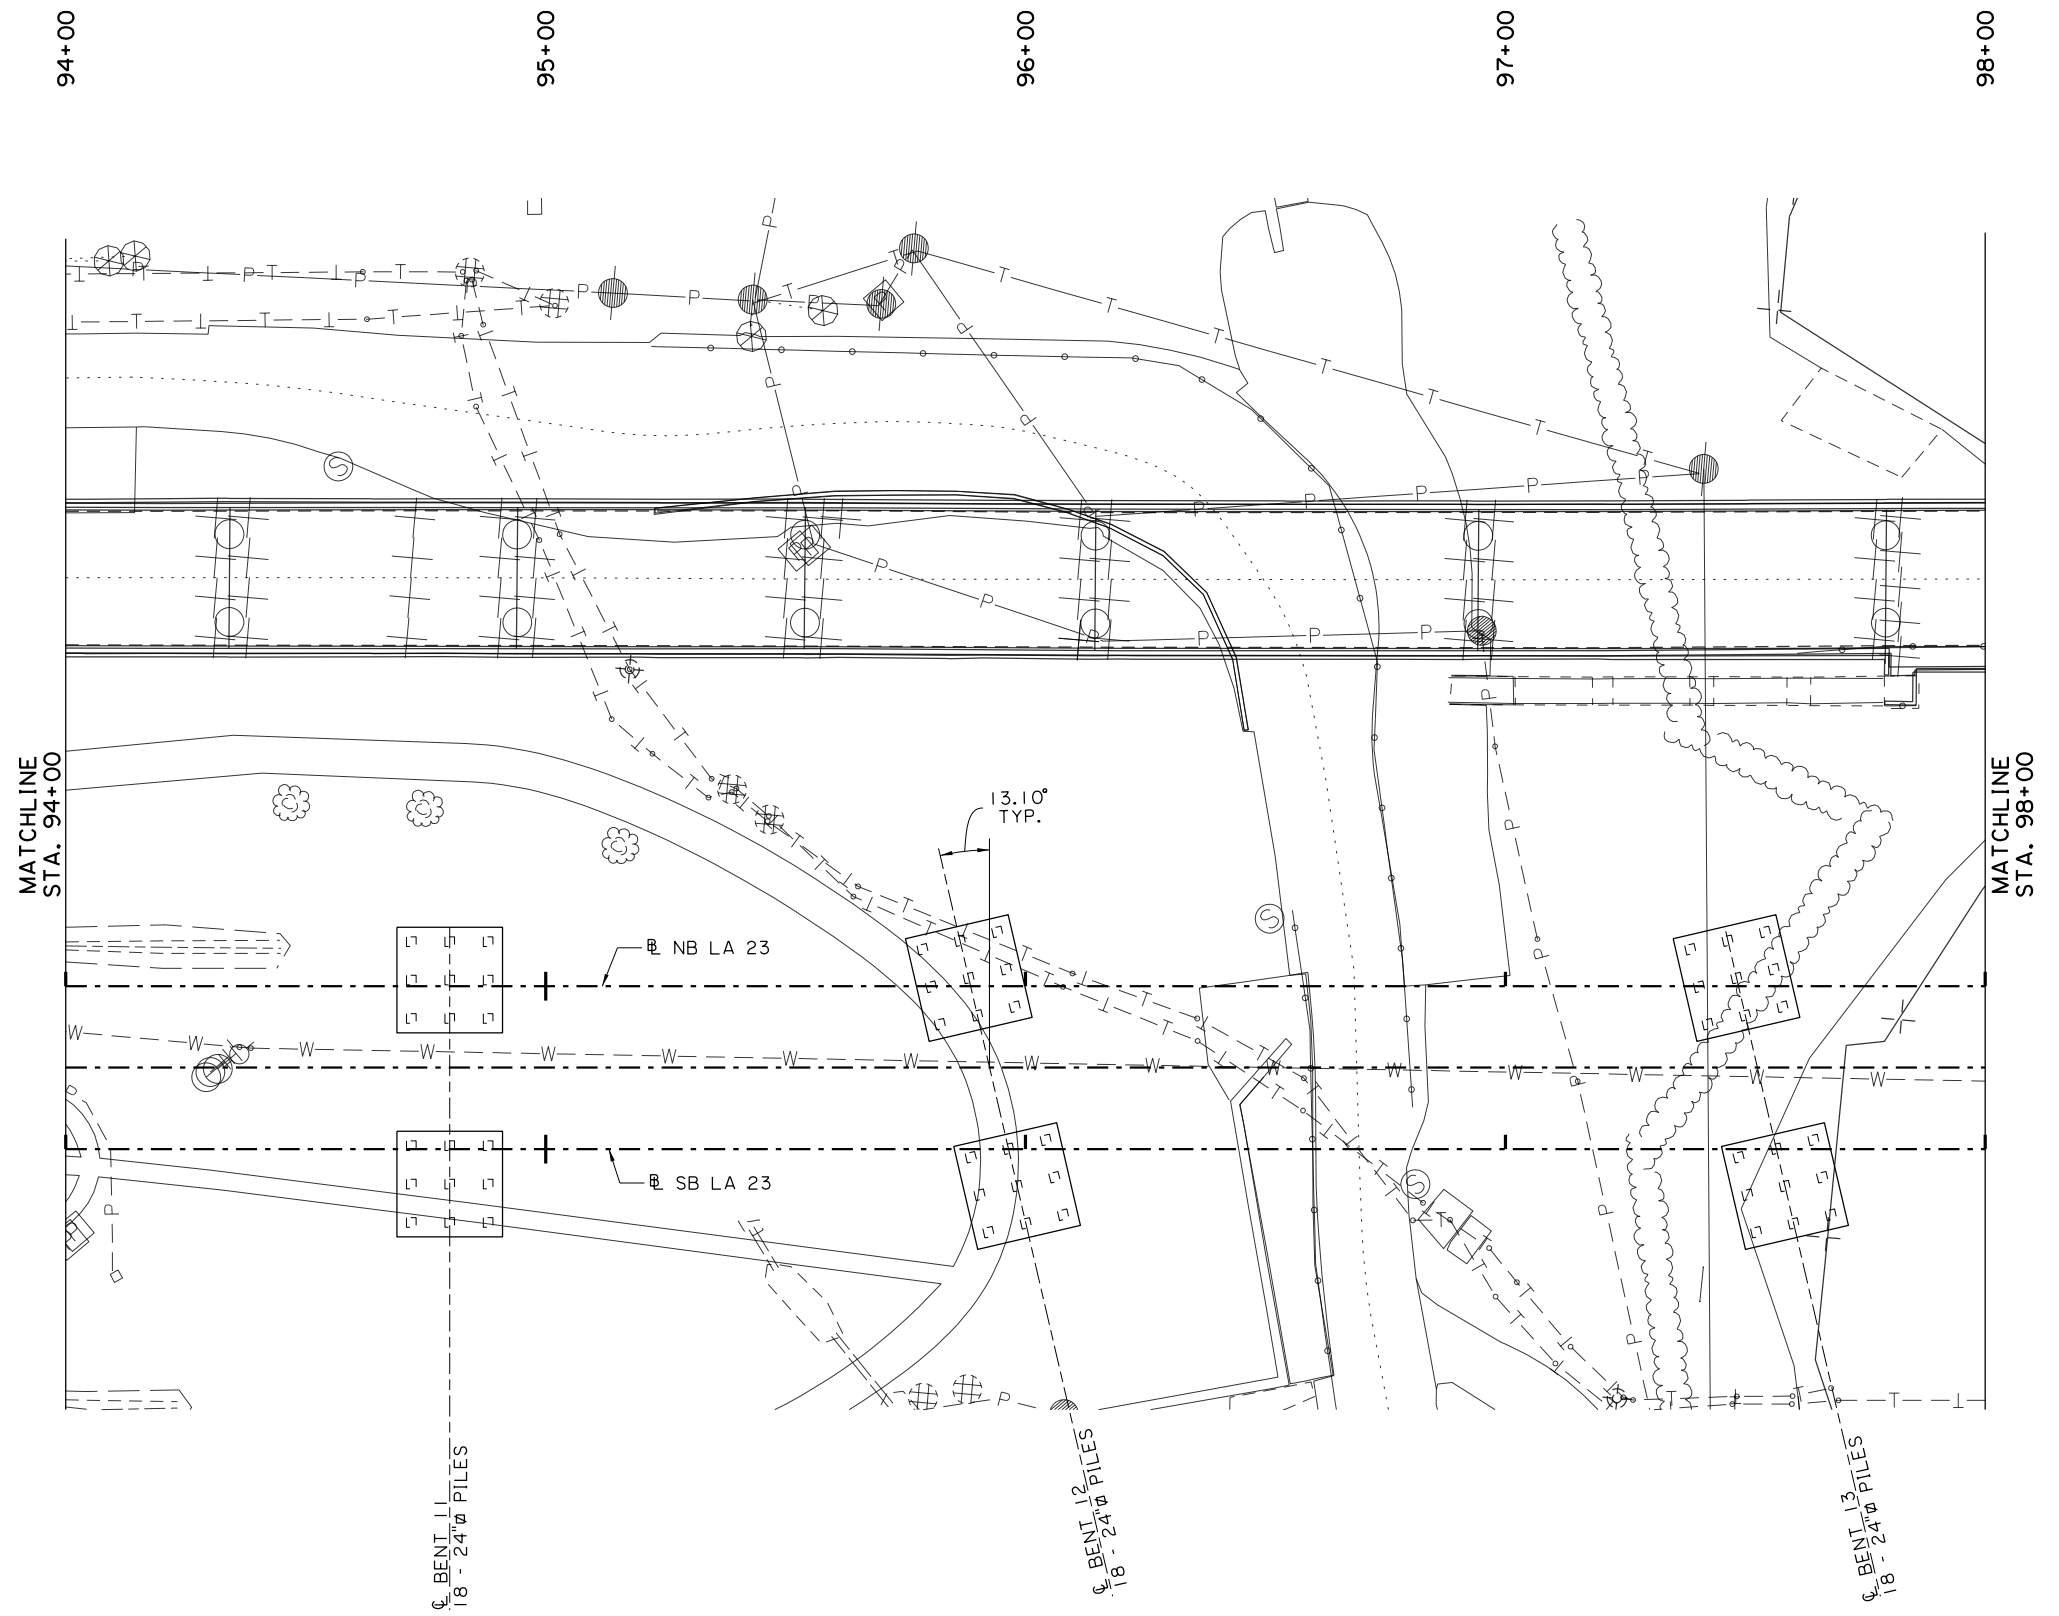 94+00
95+00
96+00
97+00
98+00
MATCHLINE
STA. 94+00
MATCHLINE
STA. 98+00
13.10°
TYP.
℄ NB LA 23
℄ SB LA 23
℄ BENT 11
18 - 24"⌀ PILES
℄ BENT 12
18 - 24"⌀ PILES
℄ BENT 13
18 - 24"⌀ PILES